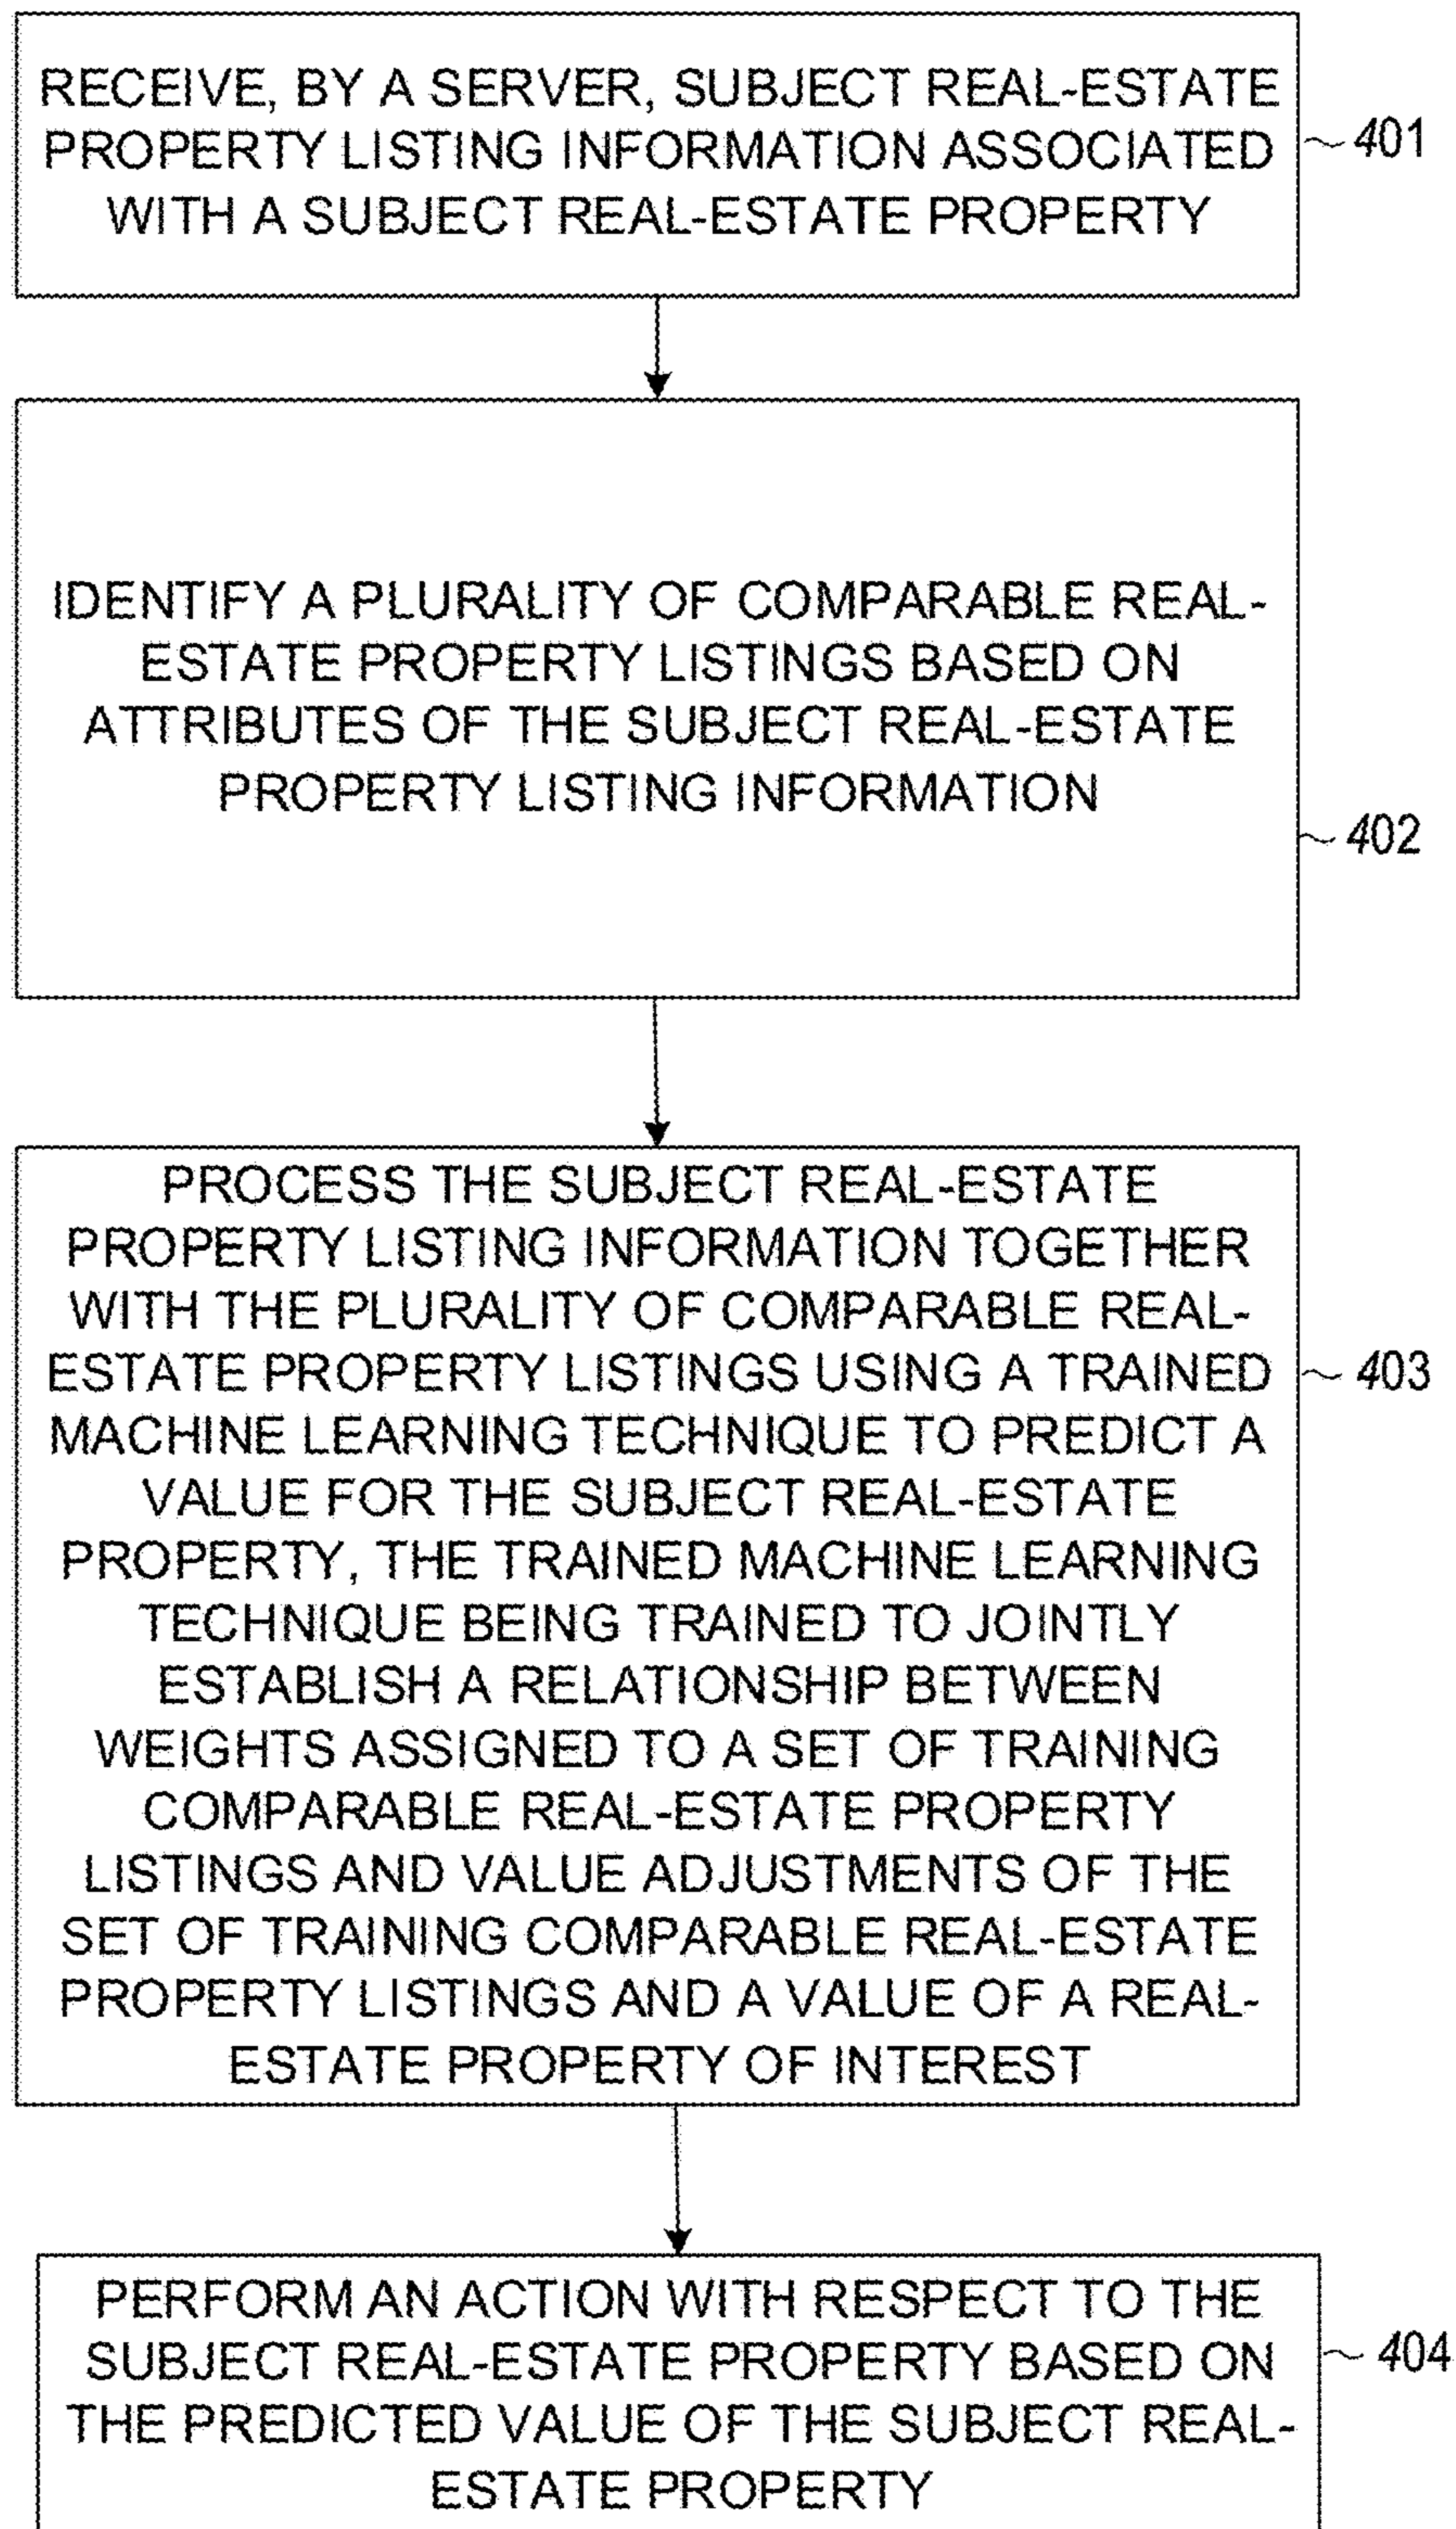 RECEIVE, BY A SERVER, SUBJECT REAL-ESTATE
PROPERTY LISTING INFORMATION ASSOCIATED
WITH A SUBJECT REAL-ESTATE PROPERTY
401
IDENTIFY A PLURALITY OF COMPARABLE REAL-
ESTATE PROPERTY LISTINGS BASED ON
ATTRIBUTES OF THE SUBJECT REAL-ESTATE
PROPERTY LISTING INFORMATION
402
PROCESS THE SUBJECT REAL-ESTATE
PROPERTY LISTING INFORMATION TOGETHER
WITH THE PLURALITY OF COMPARABLE REAL-
ESTATE PROPERTY LISTINGS USING A TRAINED
MACHINE LEARNING TECHNIQUE TO PREDICT A
VALUE FOR THE SUBJECT REAL-ESTATE
PROPERTY, THE TRAINED MACHINE LEARNING
TECHNIQUE BEING TRAINED TO JOINTLY
ESTABLISH A RELATIONSHIP BETWEEN
WEIGHTS ASSIGNED TO A SET OF TRAINING
COMPARABLE REAL-ESTATE PROPERTY
LISTINGS AND VALUE ADJUSTMENTS OF THE
SET OF TRAINING COMPARABLE REAL-ESTATE
PROPERTY LISTINGS AND A VALUE OF A REAL-
ESTATE PROPERTY OF INTEREST
403
PERFORM AN ACTION WITH RESPECT TO THE
SUBJECT REAL-ESTATE PROPERTY BASED ON
THE PREDICTED VALUE OF THE SUBJECT REAL-
ESTATE PROPERTY
404